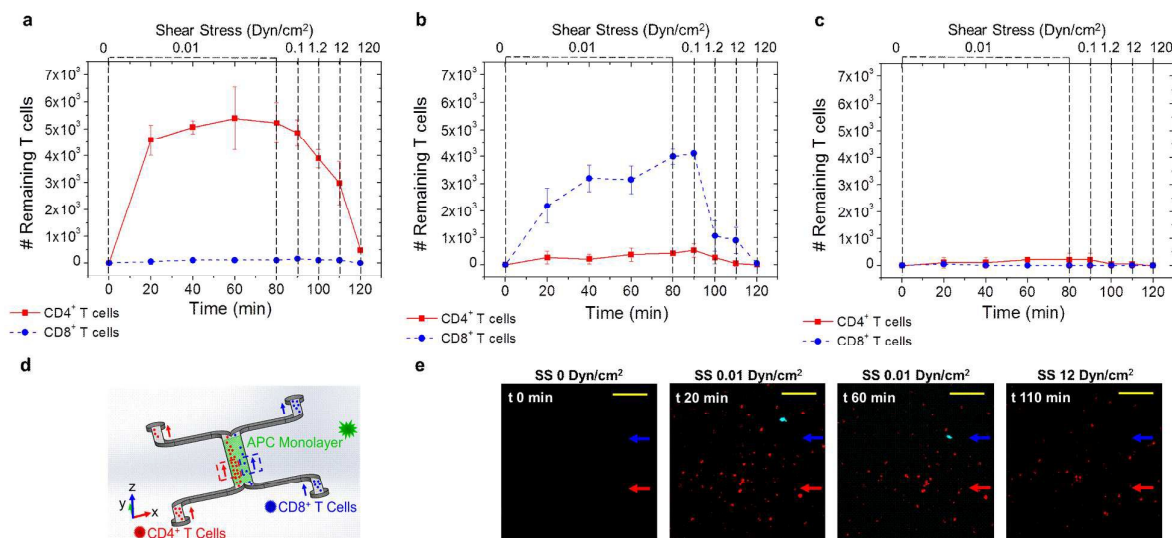 a
Shear Stress (Dyn/cm²)
0 0.01 0.1 1.2 12 120
7x10³
6x10³
5x10³
4x10³
3x10³
2x10³
1x10³
0
# Remaining T cells
0 20 40 60 80 100 120
Time (min)
CD4⁺ T cells
CD8⁺ T cells
b
Shear Stress (Dyn/cm²)
0 0.01 0.1 1.2 12 120
7x10³
6x10³
5x10³
4x10³
3x10³
2x10³
1x10³
0
# Remaining T cells
0 20 40 60 80 100 120
Time (min)
CD4⁺ T cells
CD8⁺ T cells
c
Shear Stress (Dyn/cm²)
0 0.01 0.1 1.2 12 120
7x10³
6x10³
5x10³
4x10³
3x10³
2x10³
1x10³
0
# Remaining T cells
0 20 40 60 80 100 120
Time (min)
CD4⁺ T cells
CD8⁺ T cells
d
APC Monolayer
z
y
x
CD8⁺ T Cells
CD4⁺ T Cells
e
SS 0 Dyn/cm²
t 0 min
SS 0.01 Dyn/cm²
t 20 min
SS 0.01 Dyn/cm²
t 60 min
SS 12 Dyn/cm²
t 110 min